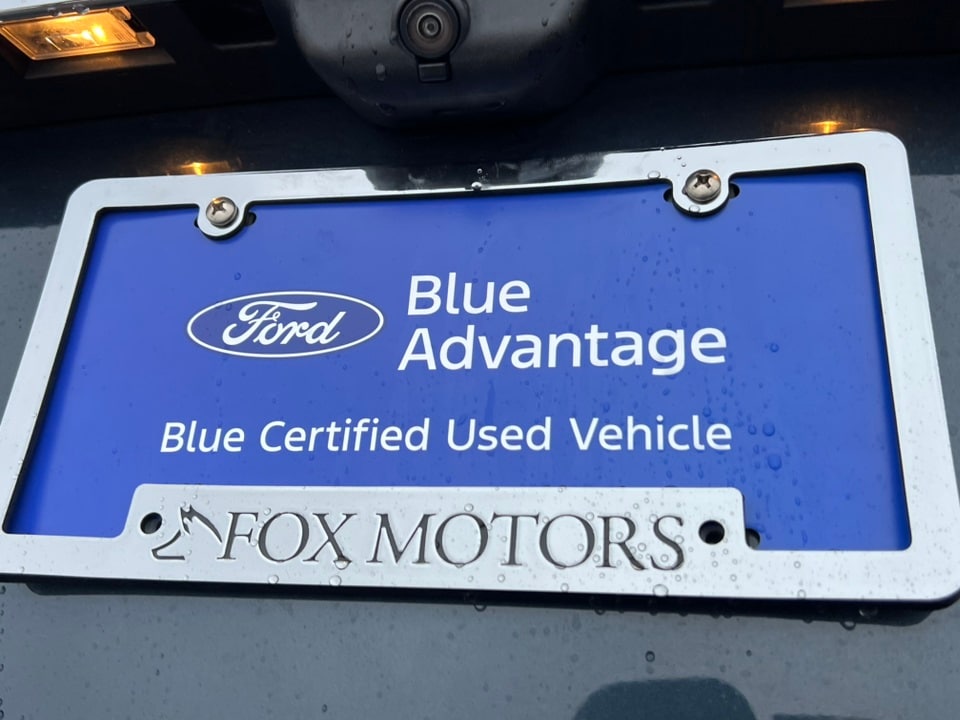 Ford
Blue
Advantage
Blue Certified Used Vehicle
FOX MOTORS